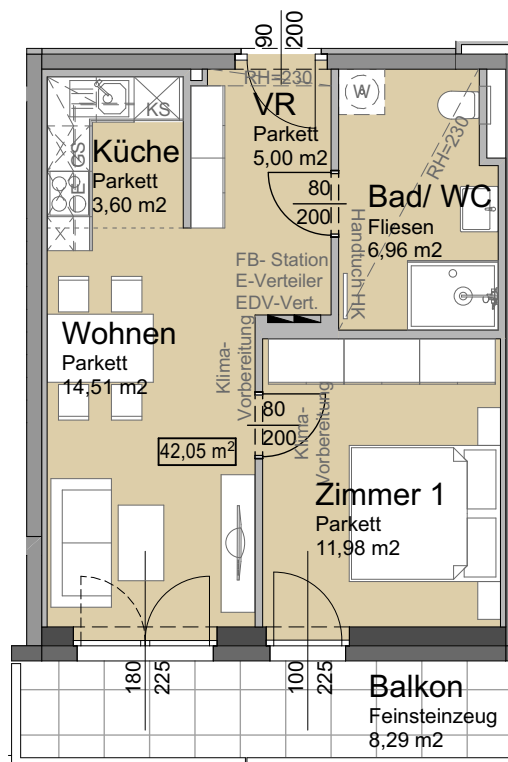 90
200
RH=230
VR
Parkett
5,00 m2
W
RH=230
KS
GS
E
Küche
Parkett
3,60 m2
80
200
Bad/ WC
Fliesen
6,96 m2
Handtuch-HK
FB- Station
E-Verteiler
EDV-Vert.
Wohnen
Parkett
14,51 m2
Klima-
Vorbereitung
80
200
Klima-
Vorbereitung
42,05 m²
Zimmer 1
Parkett
11,98 m2
180
225
100
225
Balkon
Feinsteinzeug
8,29 m2